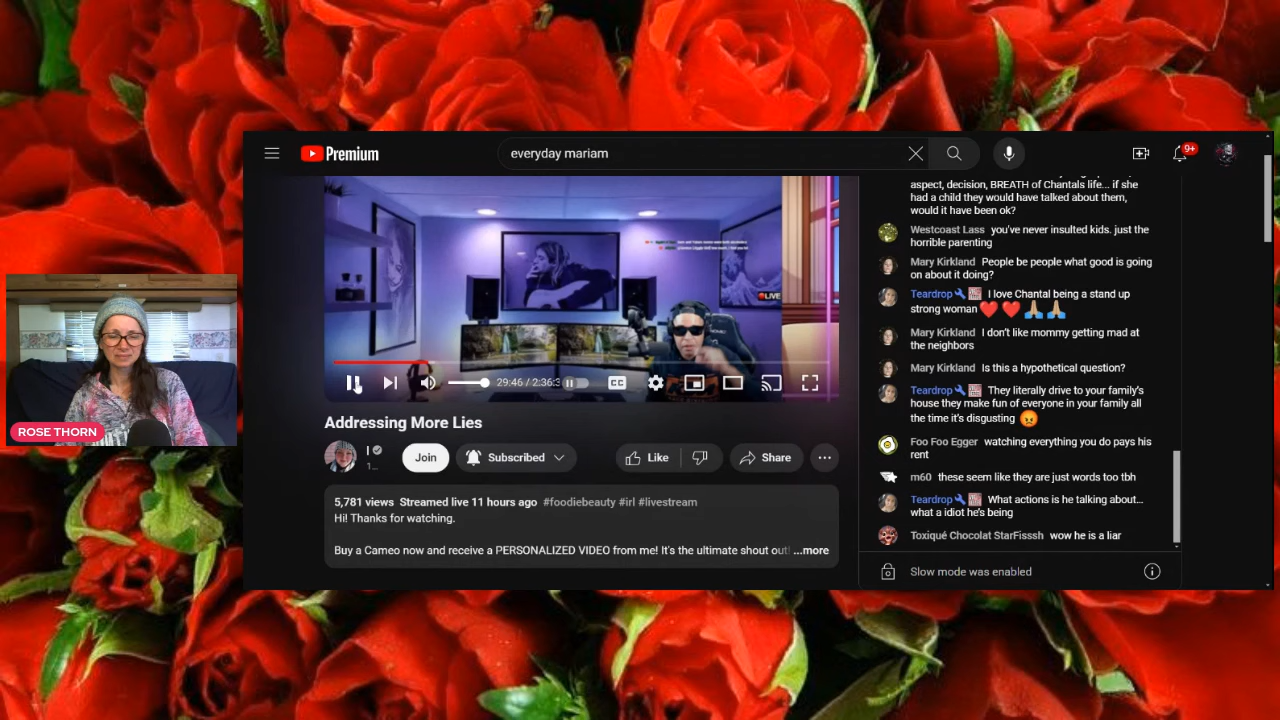 Premium
everyday mariam
9+
aspect, decision, BREATH of Chantals life... if she
had a child they would have talked about them,
would it have been ok?
Westcoast Lass you've never insulted kids. just the
horrible parenting
Mary Kirkland People be people what good is going
on about it doing?
Teardrop I love Chantal being a stand up
strong woman
Mary Kirkland I don't like mommy getting mad at
the neighbors
Mary Kirkland Is this a hypothetical question?
Teardrop They literally drive to your family's
house they make fun of everyone in your family all
the time it's disgusting
Foo Foo Egger watching everything you do pays his
rent
m60 these seem like they are just words too tbh
Teardrop What actions is he talking about...
what a idiot he's being
Toxiqué Chocolat StarFisssh wow he is a liar
Slow mode was enabled
LIVE
29:46 / 2:36:3
CC
Addressing More Lies
Join
Subscribed
Like
Share
5,781 views Streamed live 11 hours ago #foodiebeauty #irl #livestream
Hi! Thanks for watching.
Buy a Cameo now and receive a PERSONALIZED VIDEO from me! It's the ultimate shout out! ...more
ROSE THORN